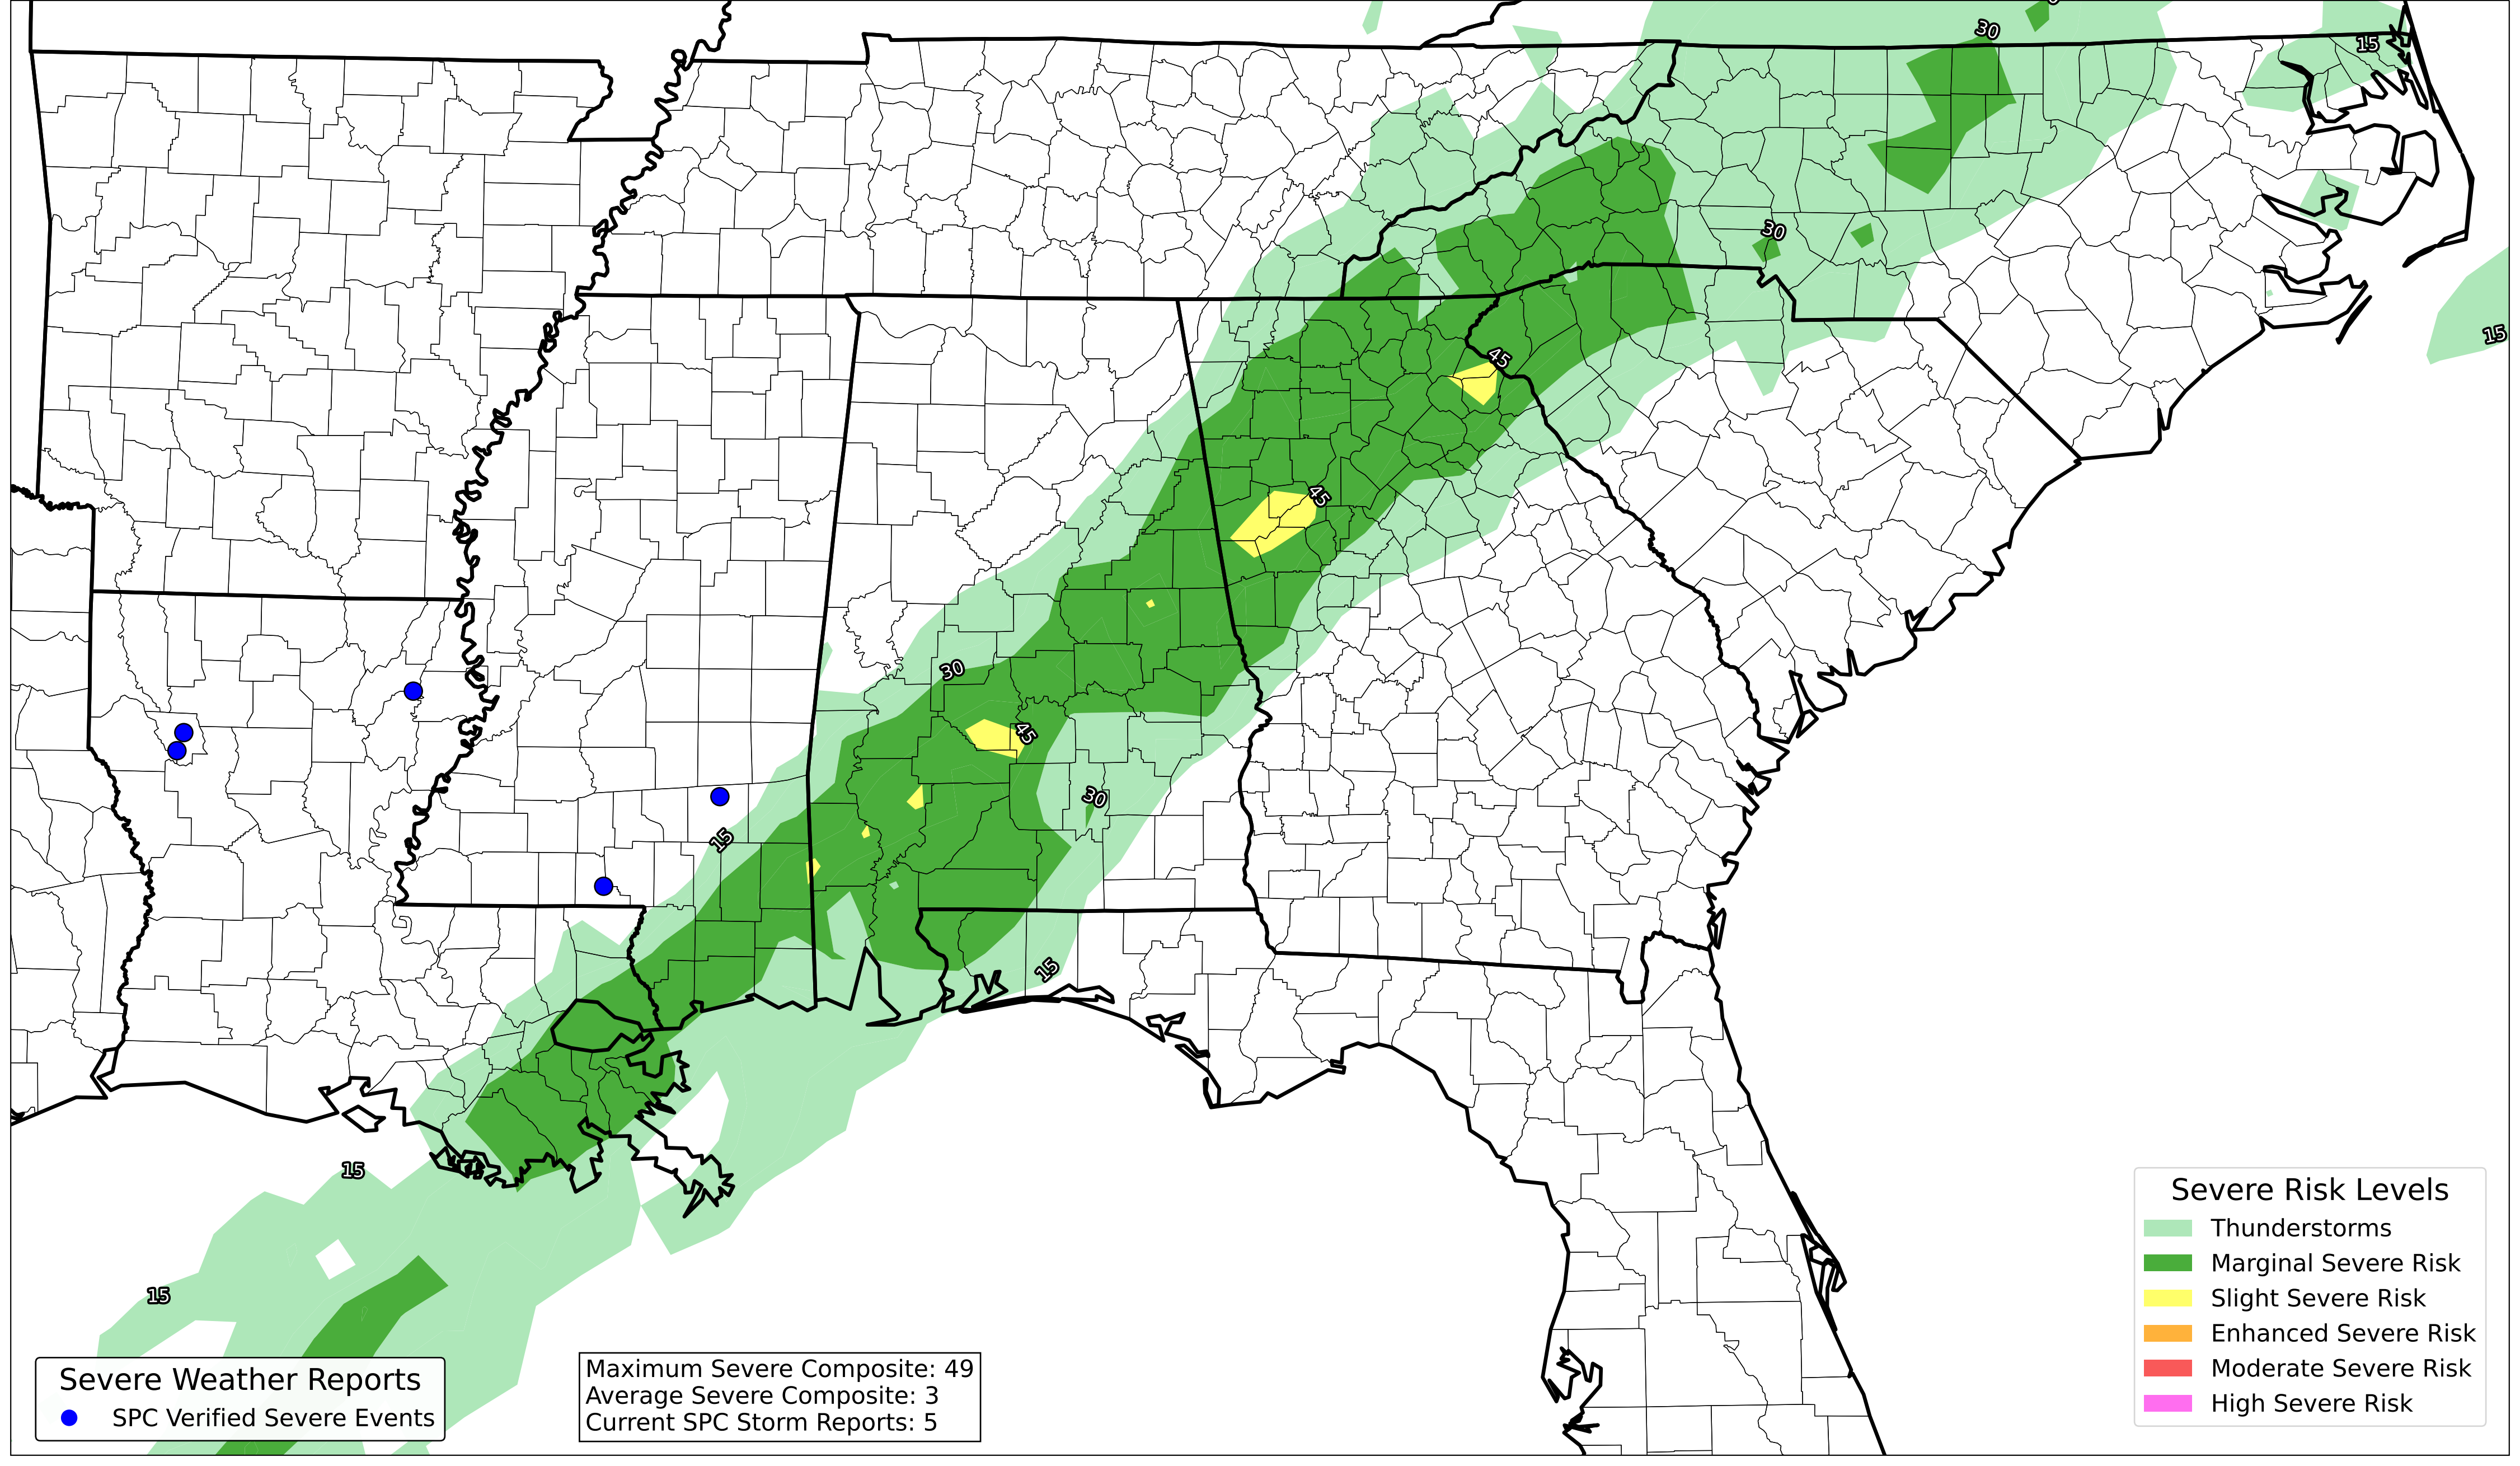 30
15
30
15
45
45
30
45
30
15
15
15
15
Severe Weather Reports
SPC Verified Severe Events
Maximum Severe Composite: 49
Average Severe Composite: 3
Current SPC Storm Reports: 5
Severe Risk Levels
Thunderstorms
Marginal Severe Risk
Slight Severe Risk
Enhanced Severe Risk
Moderate Severe Risk
High Severe Risk